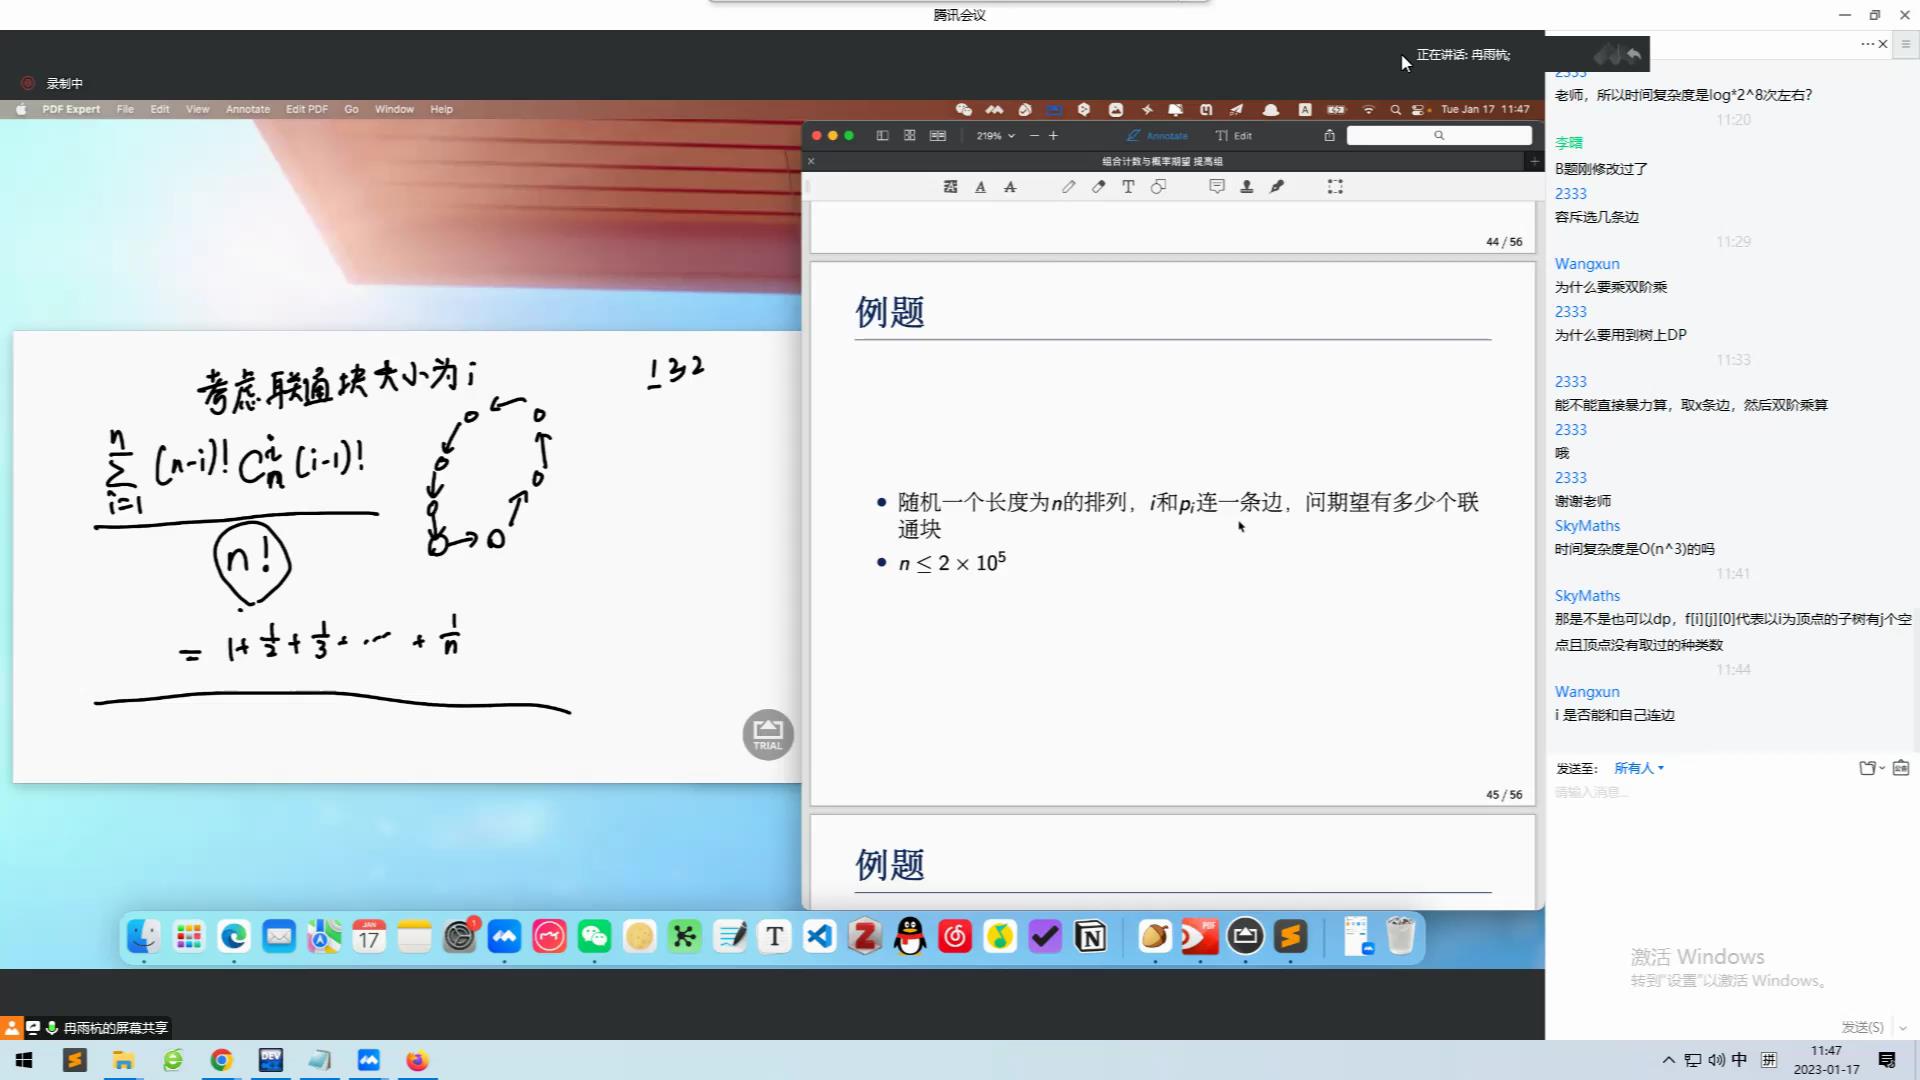 腾讯会议
正在讲话: 冉雨杭;
录制中
PDF Expert File Edit View Annotate Edit PDF Go Window Help
Tue Jan 17 11:47
219%
Annotate
Edit
组合计数与概率期望 提高组
44 / 56
例题
随机一个长度为n的排列，i和pᵢ连一条边，问期望有多少个联
通块
n ≤ 2 × 10⁵
45 / 56
例题
考虑联通块大小为i
1 3 2
n
∑ (n-i)! Cₙⁱ (i-1)!
i=1
n!
= 1 + 1/2 + 1/3 + ... + 1/n
TRIAL
JAN
17
冉雨杭的屏幕共享
2333
老师，所以时间复杂度是log*2^8次左右?
11:20
李曙
B题刚修改过了
2333
容斥选几条边
11:29
Wangxun
为什么要乘双阶乘
2333
为什么要用到树上DP
11:33
2333
能不能直接暴力算，取x条边，然后双阶乘算
2333
哦
2333
谢谢老师
SkyMaths
时间复杂度是O(n^3)的吗
11:41
SkyMaths
那是不是也可以dp，f[i][j][0]代表以i为顶点的子树有j个空
点且顶点没有取过的种类数
11:44
Wangxun
i 是否能和自己连边
发送至: 所有人
请输入消息...
激活 Windows
转到"设置"以激活 Windows。
发送(S)
中
拼
11:47
2023-01-17